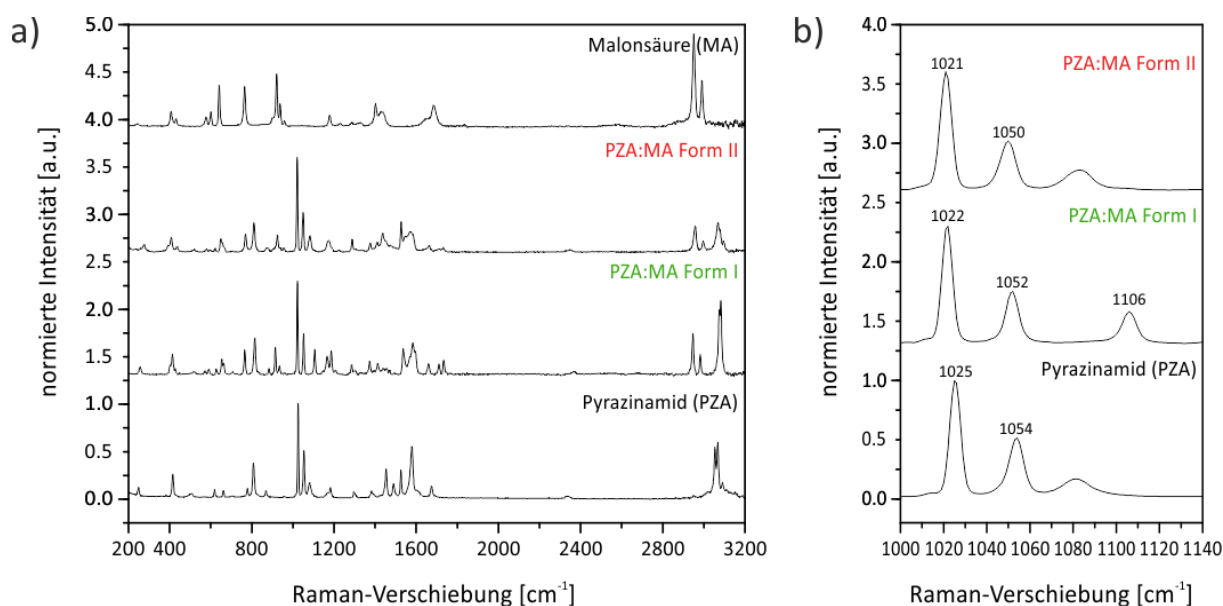 a)
5.0
4.5
4.0
3.5
3.0
2.5
2.0
1.5
1.0
0.5
0.0
normierte Intensität [a.u.]
Malonsäure (MA)
PZA:MA Form II
PZA:MA Form I
Pyrazinamid (PZA)
200 400 800 1200 1600 2000 2400 2800 3200
Raman-Verschiebung [cm⁻¹]
b)
4.0
3.5
3.0
2.5
2.0
1.5
1.0
0.5
0.0
normierte Intensität [a.u.]
PZA:MA Form II
1021
1050
PZA:MA Form I
1022
1052
1106
Pyrazinamid (PZA)
1025
1054
1000 1020 1040 1060 1080 1100 1120 1140
Raman-Verschiebung [cm⁻¹]